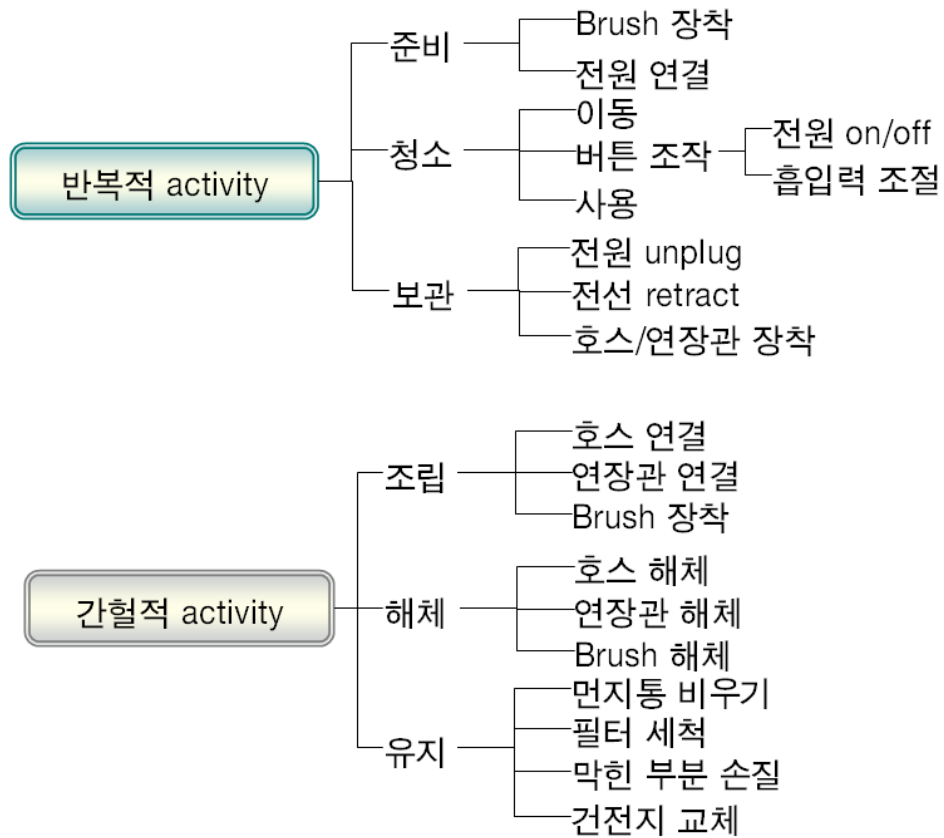 반복적 activity
준비
Brush 장착
전원 연결
청소
이동
버튼 조작
전원 on/off
흡입력 조절
사용
보관
전원 unplug
전선 retract
호스/연장관 장착
간헐적 activity
조립
호스 연결
연장관 연결
Brush 장착
해체
호스 해체
연장관 해체
Brush 해체
유지
먼지통 비우기
필터 세척
막힌 부분 손질
건전지 교체